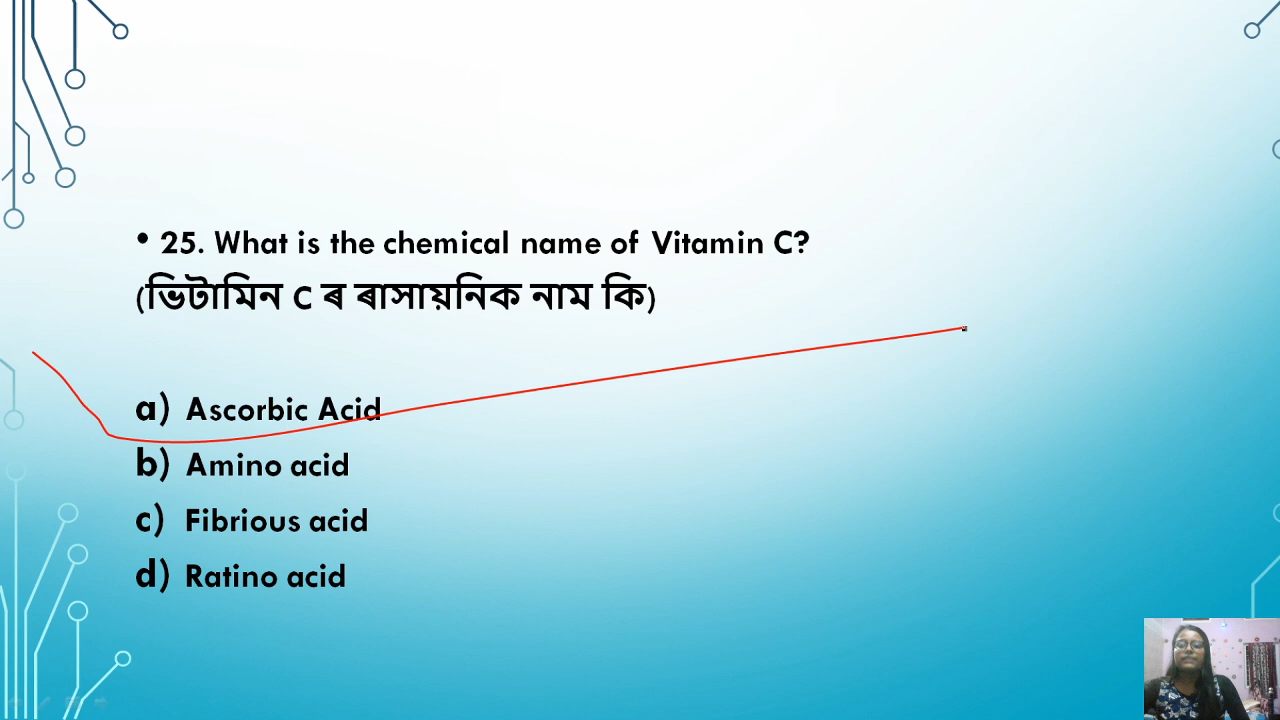 • 25. What is the chemical name of Vitamin C?
(ভিটামিন C ৰ ৰাসায়নিক নাম কি)
a) Ascorbic Acid
b) Amino acid
c) Fibrious acid
d) Ratino acid